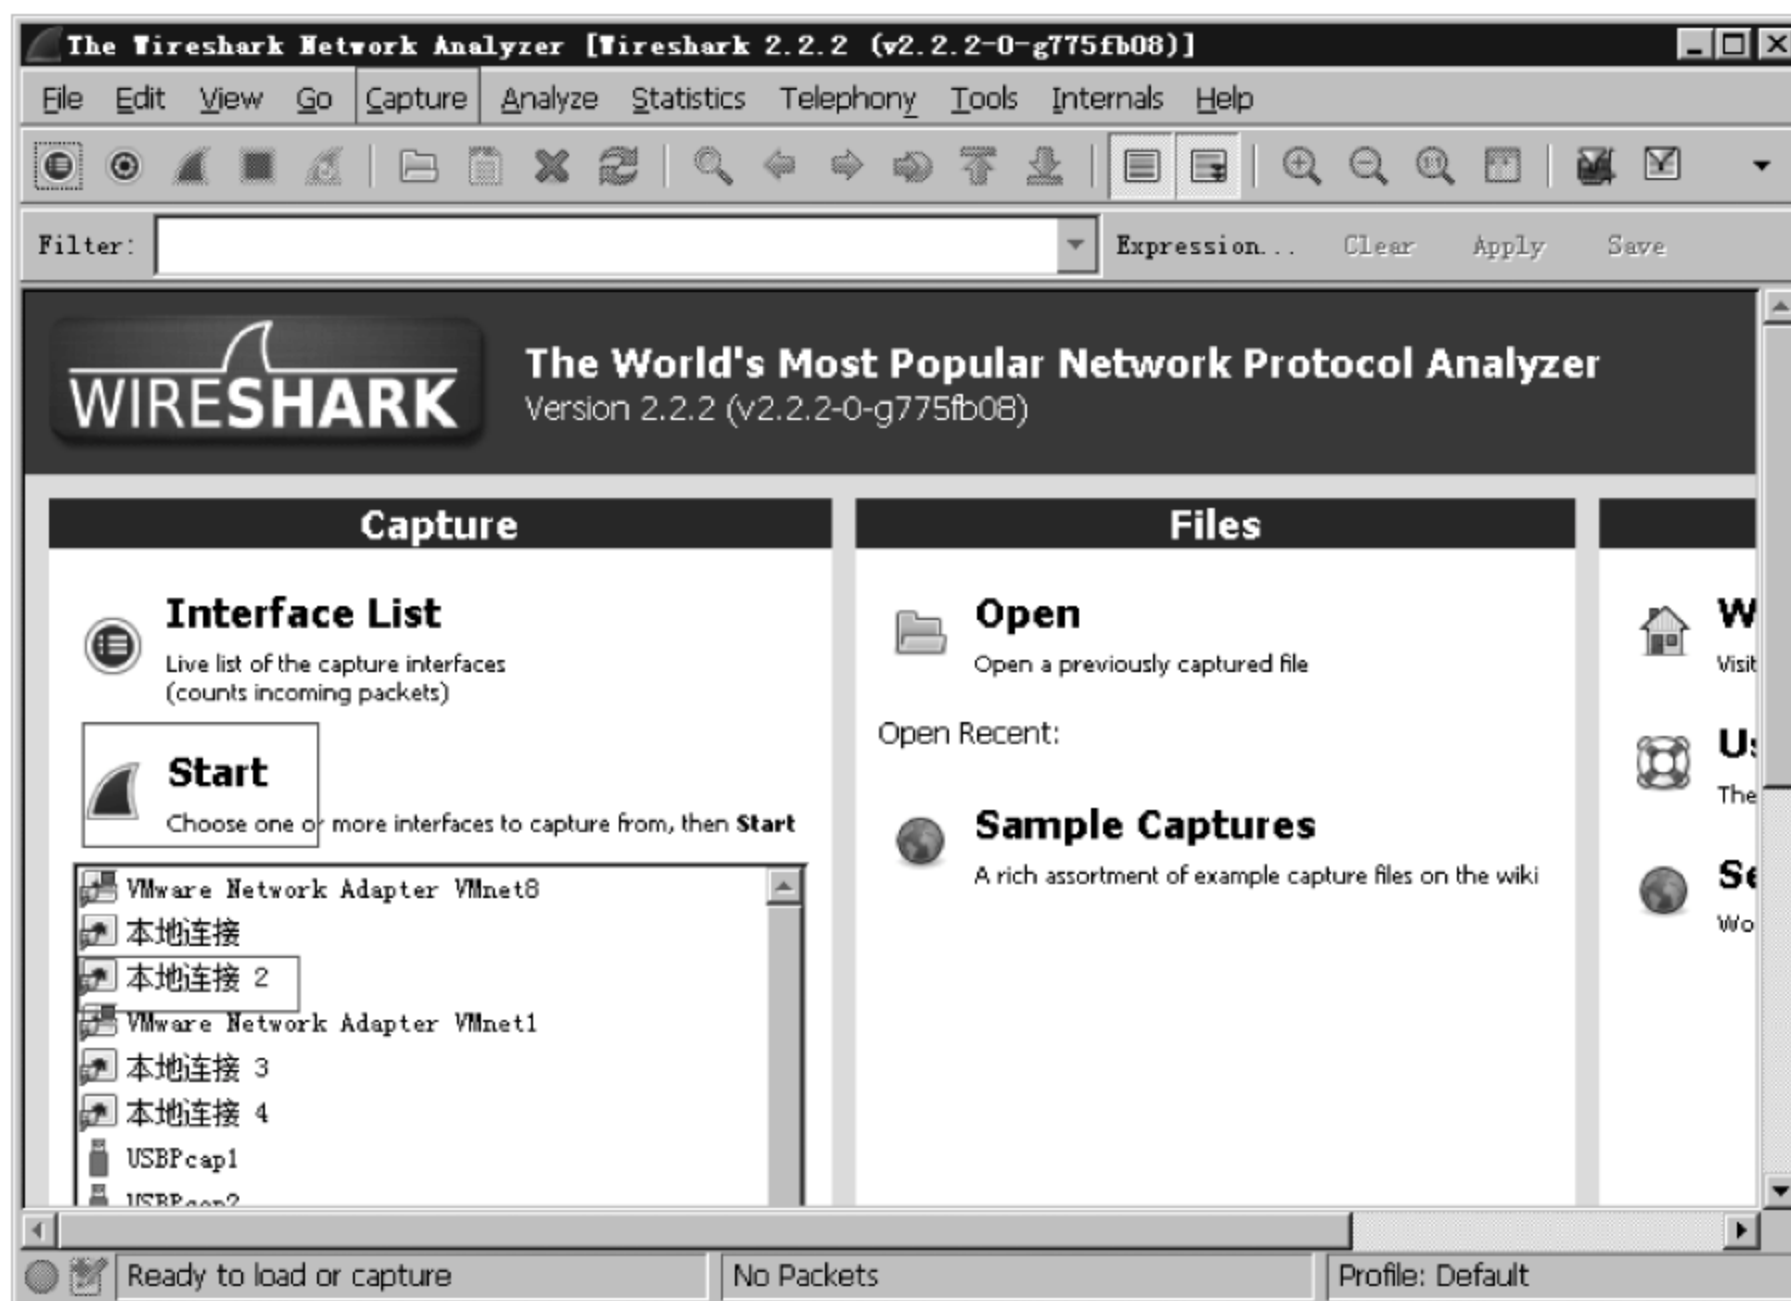 The Wireshark Network Analyzer [Wireshark 2.2.2 (v2.2.2-0-g775fb08)]
File Edit View Go Capture Analyze Statistics Telephony Tools Internals Help
Filter: Expression... Clear Apply Save
WIRESHARK
The World's Most Popular Network Protocol Analyzer
Version 2.2.2 (v2.2.2-0-g775fb08)
Capture
Interface List
Live list of the capture interfaces
(counts incoming packets)
Start
Choose one or more interfaces to capture from, then Start
VMware Network Adapter VMnet8
本地连接
本地连接 2
VMware Network Adapter VMnet1
本地连接 3
本地连接 4
USBPcap1
USBPcap2
Files
Open
Open a previously captured file
Open Recent:
Sample Captures
A rich assortment of example capture files on the wiki
W
Visit
The
Wo
Ready to load or capture No Packets Profile: Default